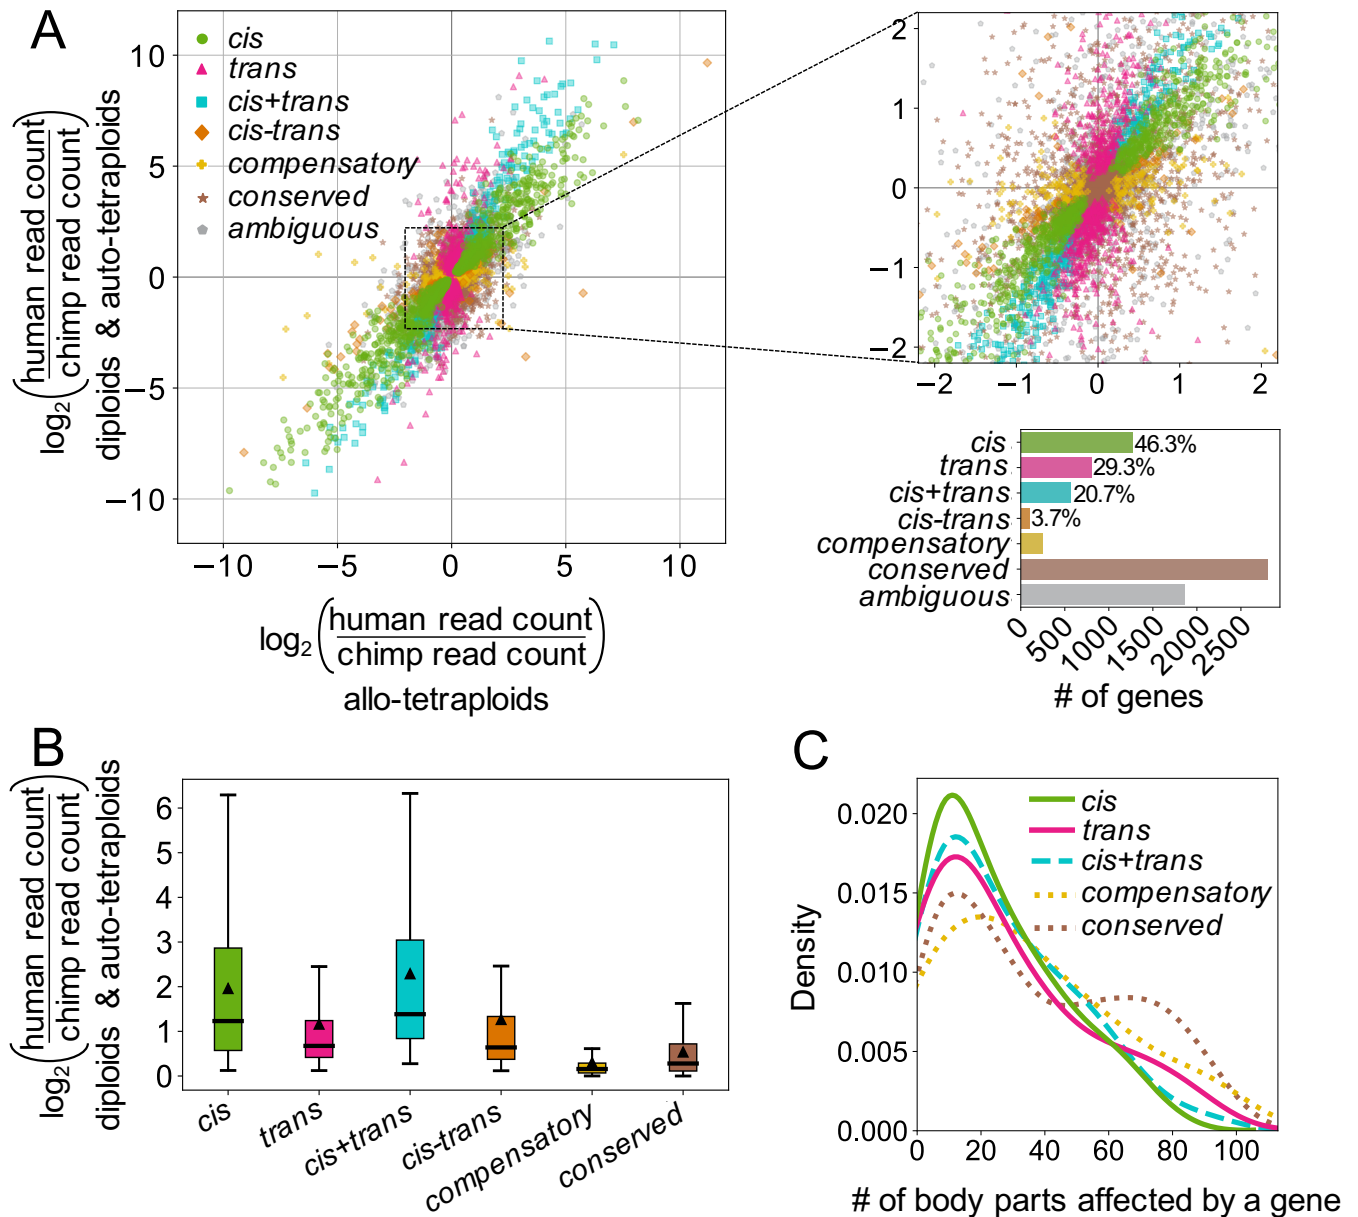 A
log2(human read count
chimp read count)
diploids & auto-tetraploids
10
5
0
−5
−10
cis
trans
cis+trans
cis-trans
compensatory
conserved
ambiguous
−10 −5 0 5 10
log2(human read count
chimp read count)
allo-tetraploids
2
1
0
−1
−2
−2 −1 0 1 2
cis 46.3%
trans 29.3%
cis+trans 20.7%
cis-trans 3.7%
compensatory
conserved
ambiguous
0 500 1000 1500 2000 2500
# of genes
B
log2(human read count
chimp read count)
diploids & auto-tetraploids
6
5
4
3
2
1
0
cis trans cis+trans cis-trans compensatory conserved
C
Density
0.020
0.015
0.010
0.005
0.000
cis
trans
cis+trans
compensatory
conserved
0 20 40 60 80 100
# of body parts affected by a gene